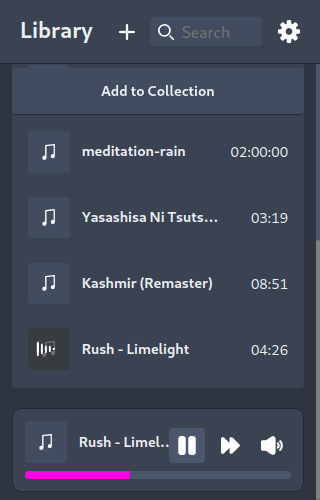 Library
Search
Add to Collection
meditation-rain 02:00:00
Yasashisa Ni Tsuts... 03:19
Kashmir (Remaster) 08:51
Rush - Limelight 04:26
Rush - Limel...